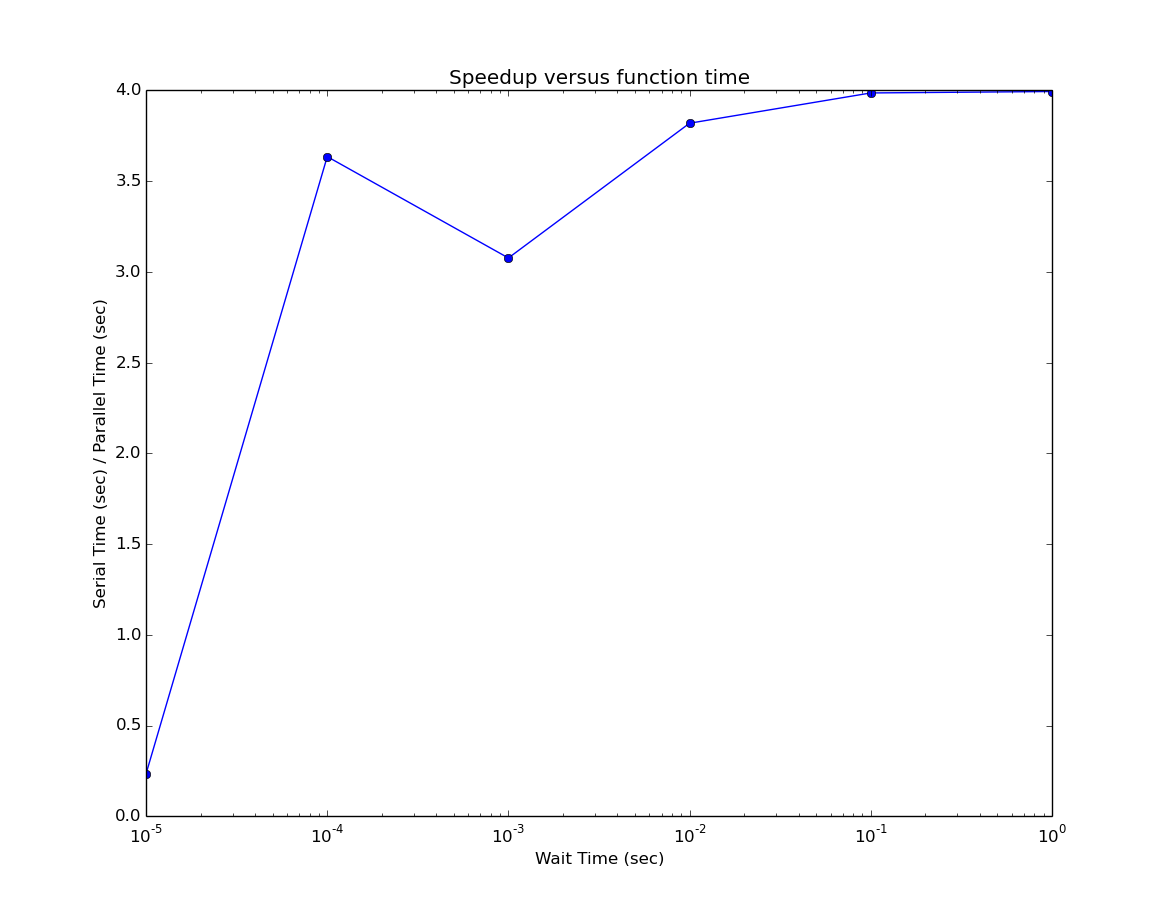 Speedup versus function time
Serial Time (sec) / Parallel Time (sec)
4.0
3.5
3.0
2.5
2.0
1.5
1.0
0.5
0.0
10^-5 10^-4 10^-3 10^-2 10^-1 10^0
Wait Time (sec)